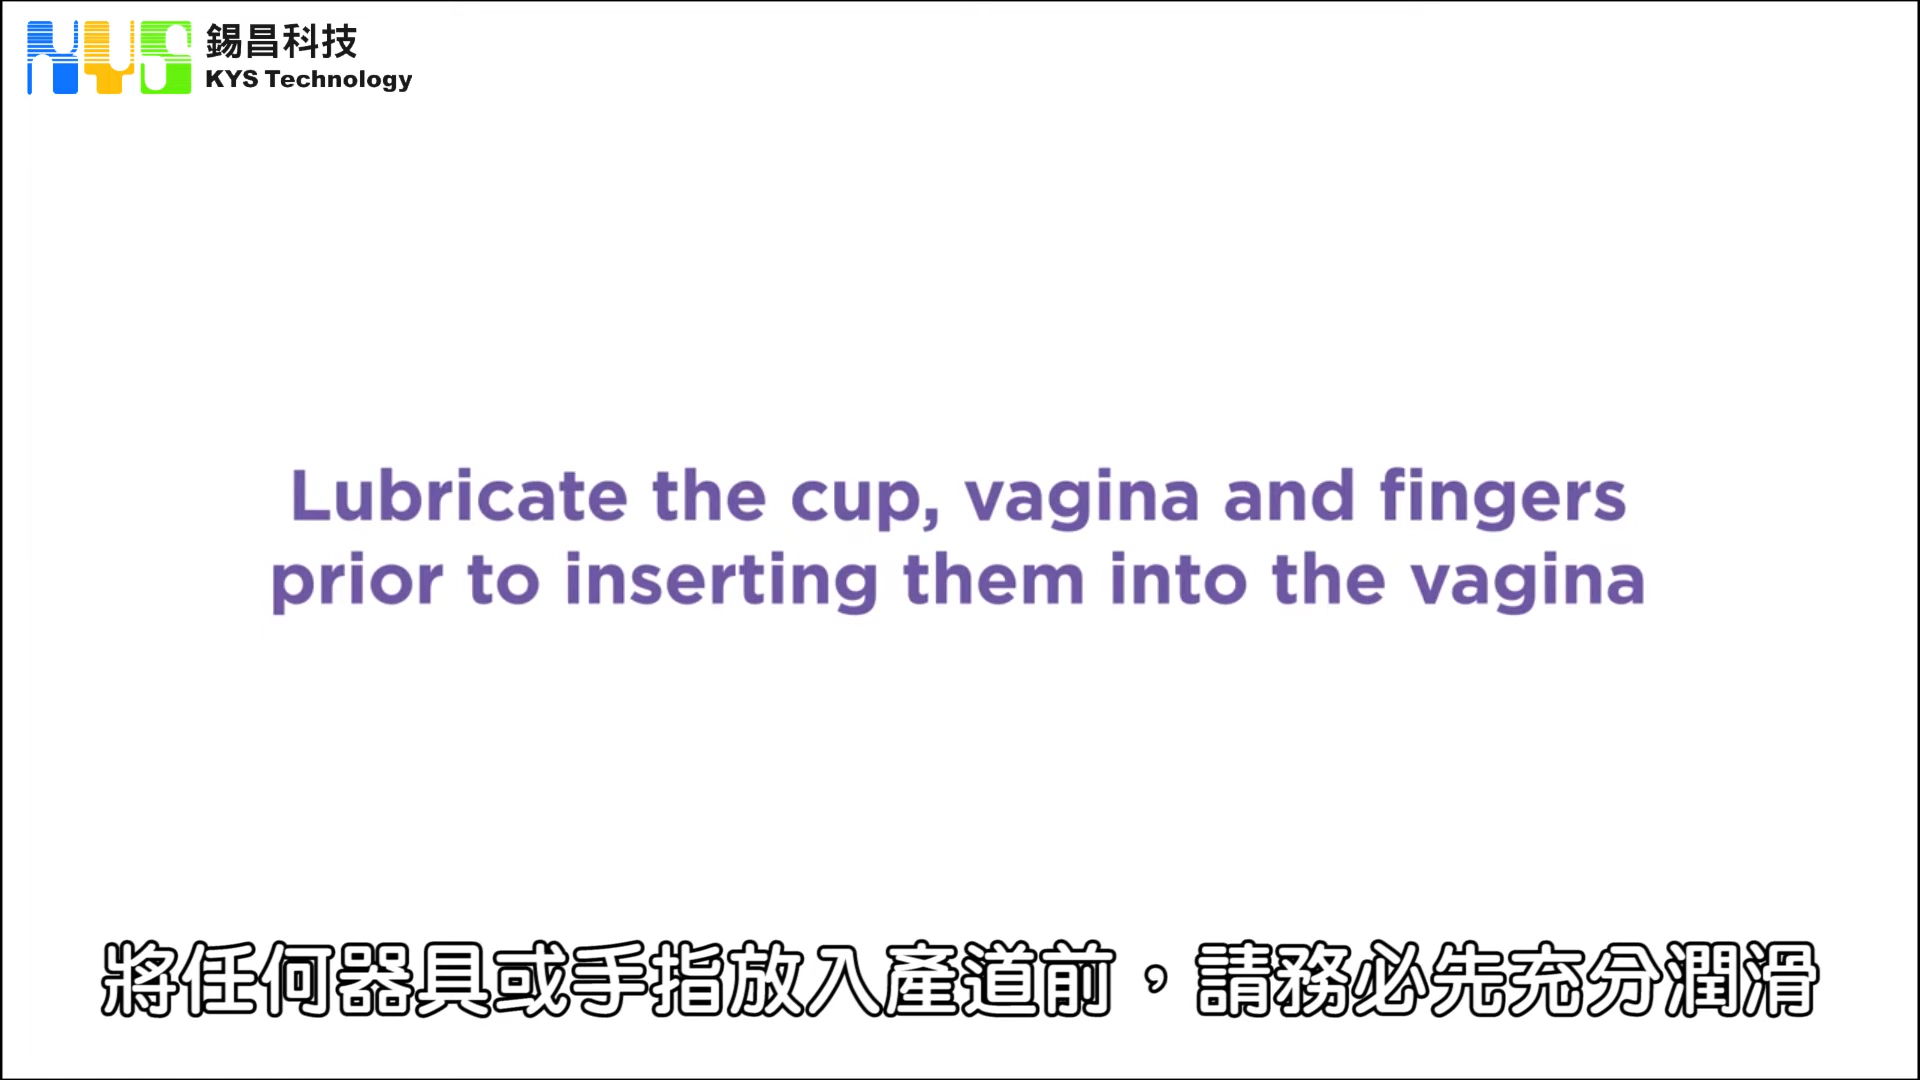 KYS
錫昌科技
KYS Technology
Lubricate the cup, vagina and fingers
prior to inserting them into the vagina
將任何器具或手指放入產道前，請務必先充分潤滑